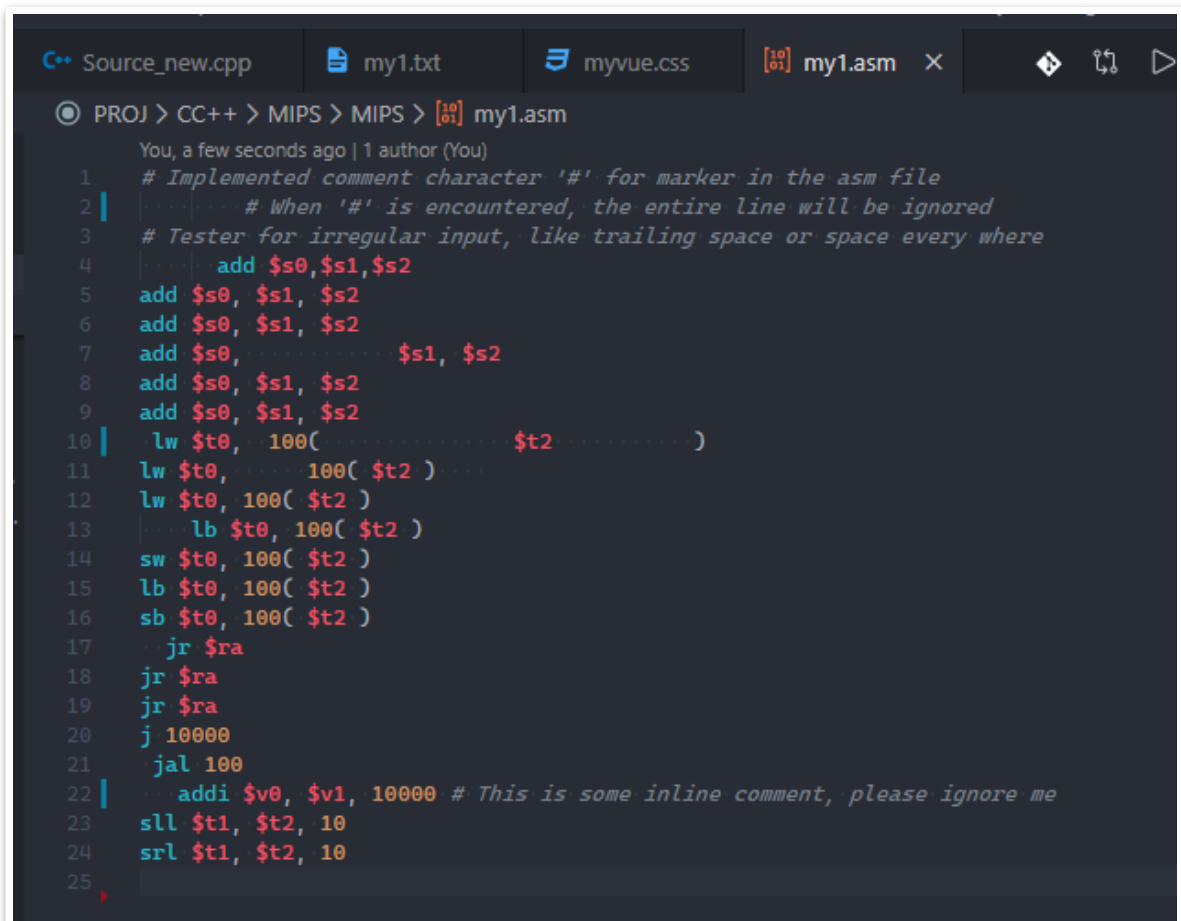 Source_new.cpp my1.txt myvue.css my1.asm
PROJ > CC++ > MIPS > MIPS > my1.asm
You, a few seconds ago | 1 author (You)
1 # Implemented comment character '#' for marker in the asm file
2 # When '#' is encountered, the entire line will be ignored
3 # Tester for irregular input, like trailing space or space every where
4 add $s0,$s1,$s2
5 add $s0, $s1, $s2
6 add $s0, $s1, $s2
7 add $s0, $s1, $s2
8 add $s0, $s1, $s2
9 add $s0, $s1, $s2
10 lw $t0, 100( $t2 )
11 lw $t0, 100( $t2 )
12 lw $t0, 100( $t2 )
13 lb $t0, 100( $t2 )
14 sw $t0, 100( $t2 )
15 lb $t0, 100( $t2 )
16 sb $t0, 100( $t2 )
17 jr $ra
18 jr $ra
19 jr $ra
20 j 10000
21 jal 100
22 addi $v0, $v1, 10000 # This is some inline comment, please ignore me
23 sll $t1, $t2, 10
24 srl $t1, $t2, 10
25